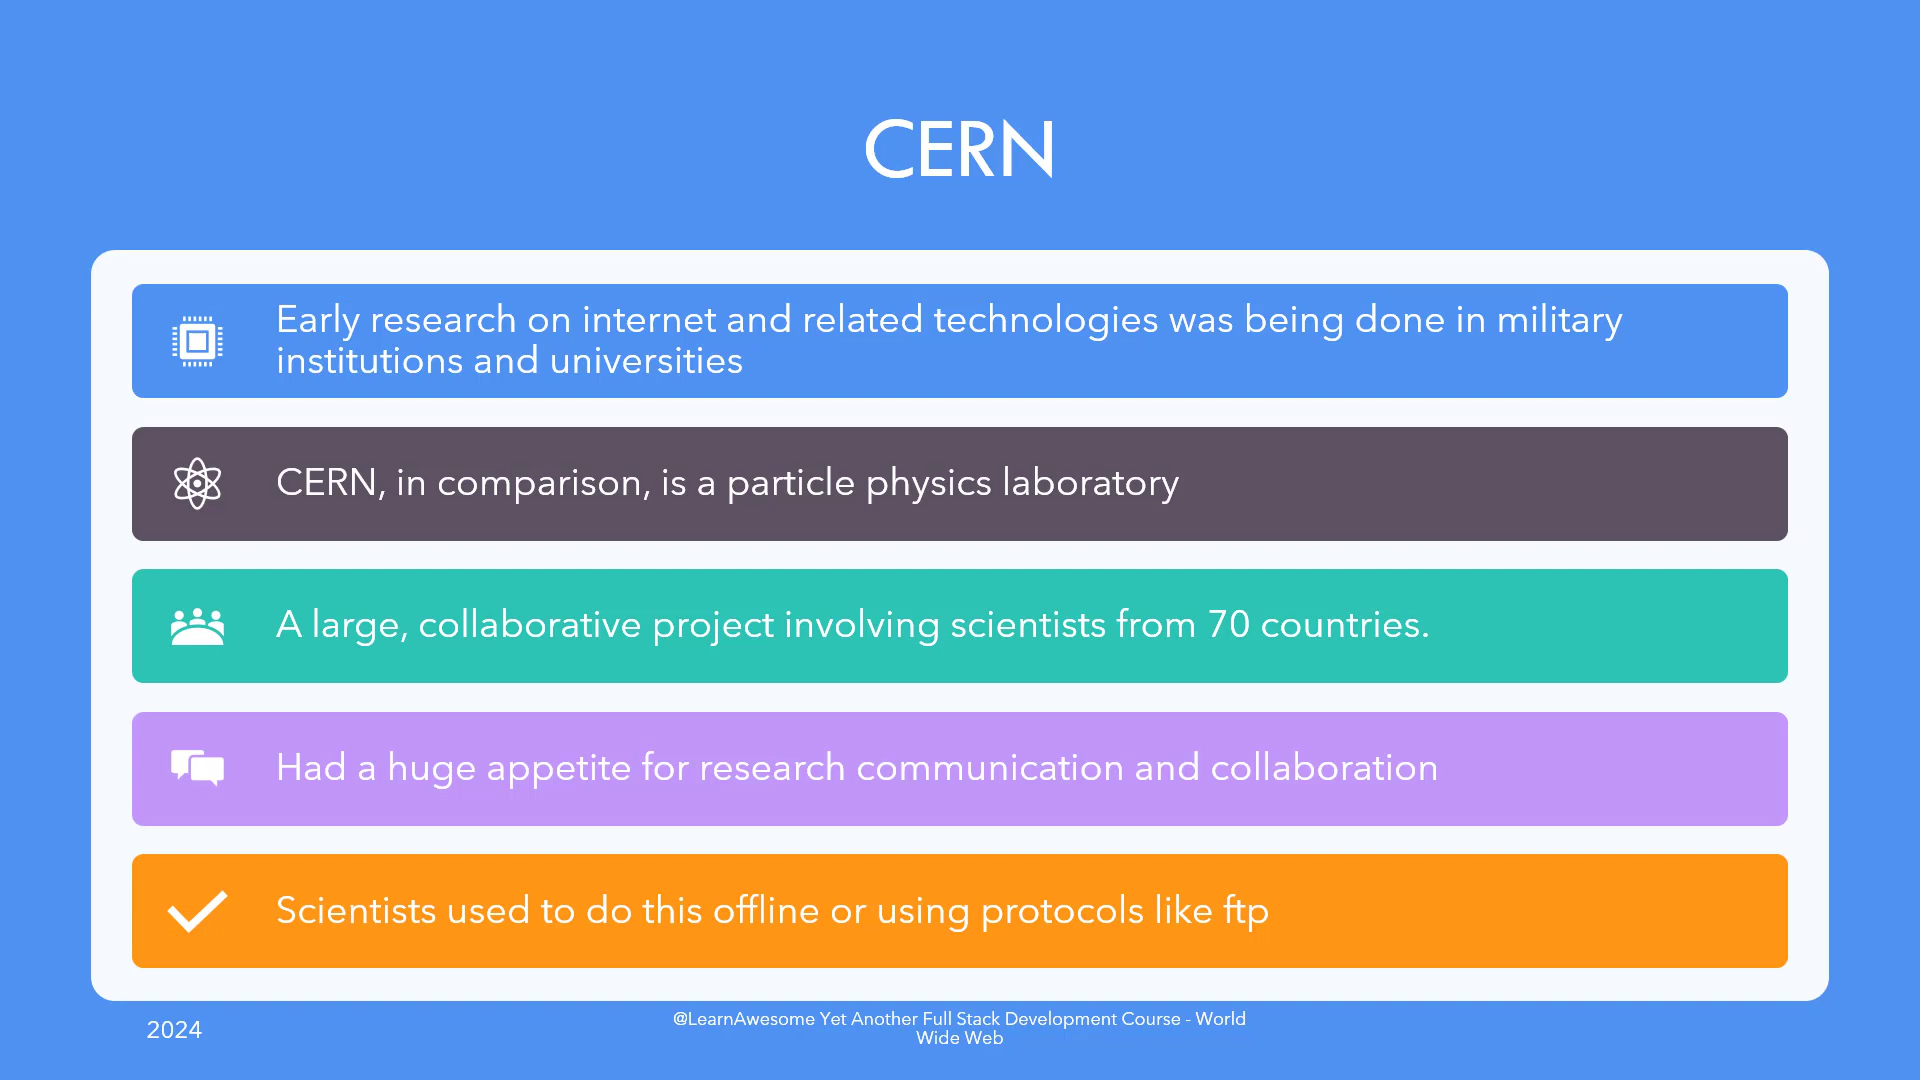 CERN
Early research on internet and related technologies was being done in military
institutions and universities
CERN, in comparison, is a particle physics laboratory
A large, collaborative project involving scientists from 70 countries.
Had a huge appetite for research communication and collaboration
Scientists used to do this offline or using protocols like ftp
2024
@LearnAwesome Yet Another Full Stack Development Course - World
Wide Web